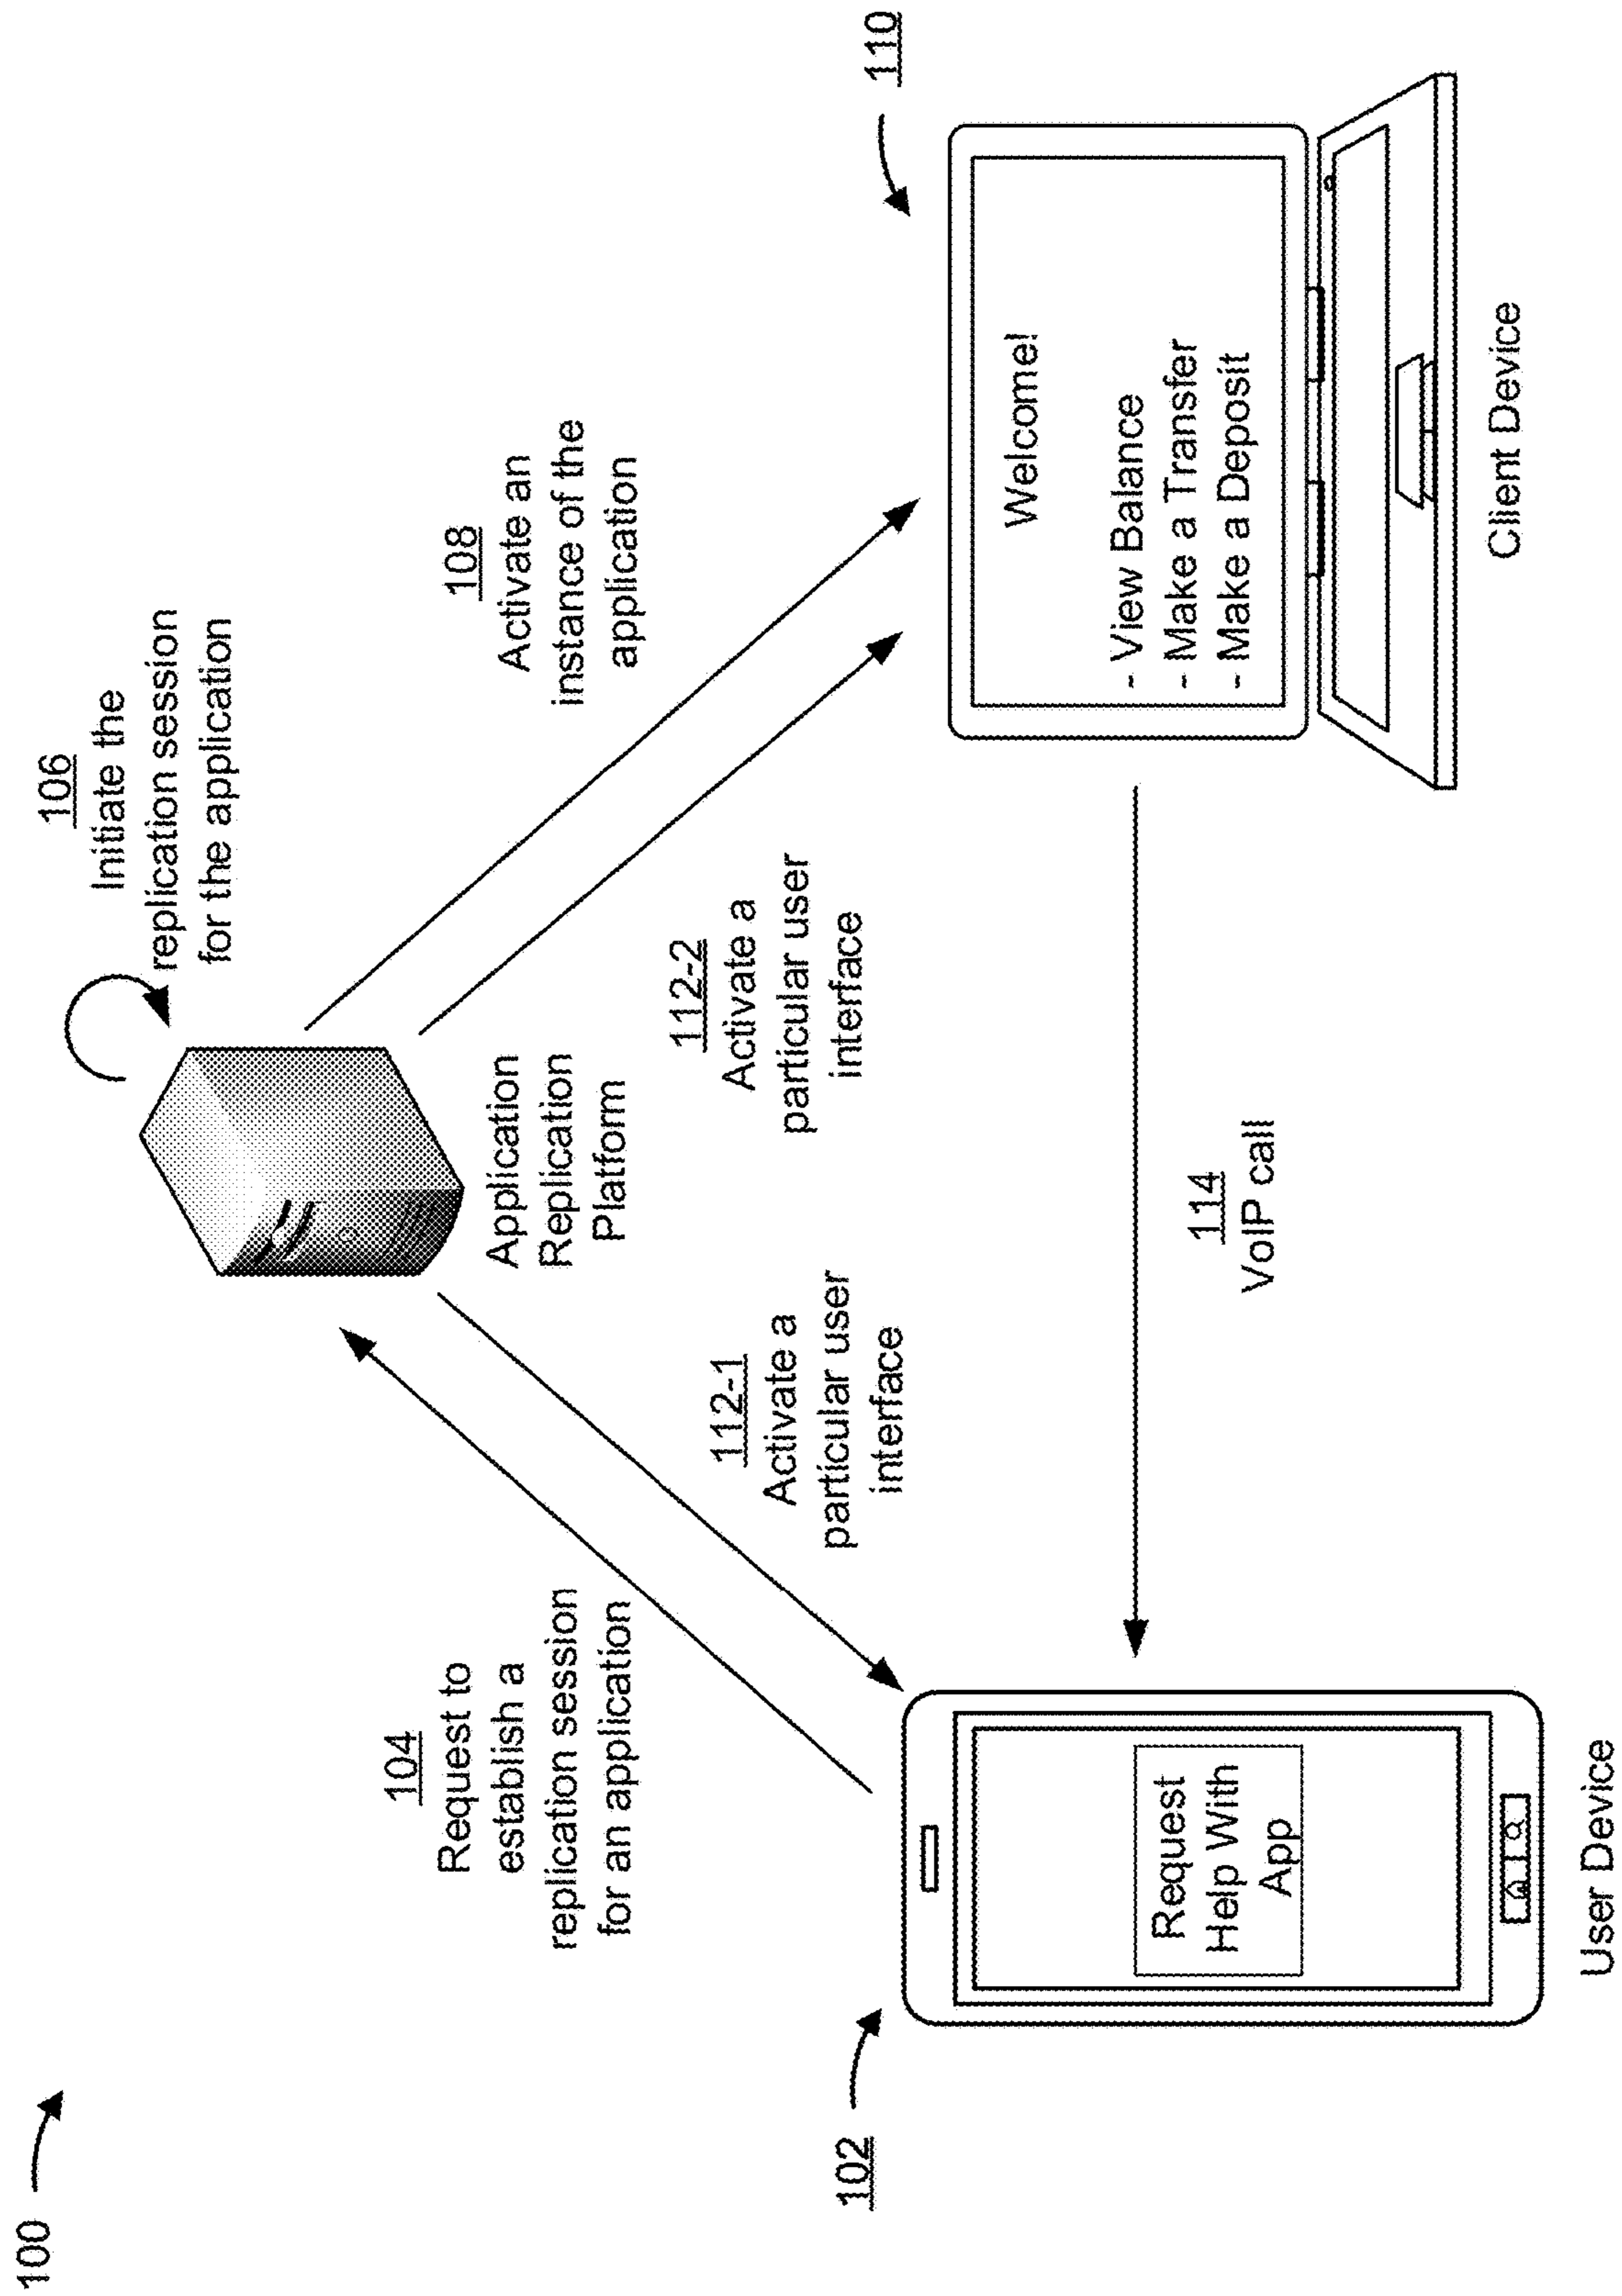 100
106
Initiate the
replication session
for the application
104
Request to
establish a
replication session
for an application
Application
Replication
Platform
108
Activate an
instance of the
application
112-1
Activate a
particular user
interface
112-2
Activate a
particular user
interface
102
Request
Help With
App
User Device
114
VoIP call
110
Welcome!
- View Balance
- Make a Transfer
- Make a Deposit
Client Device